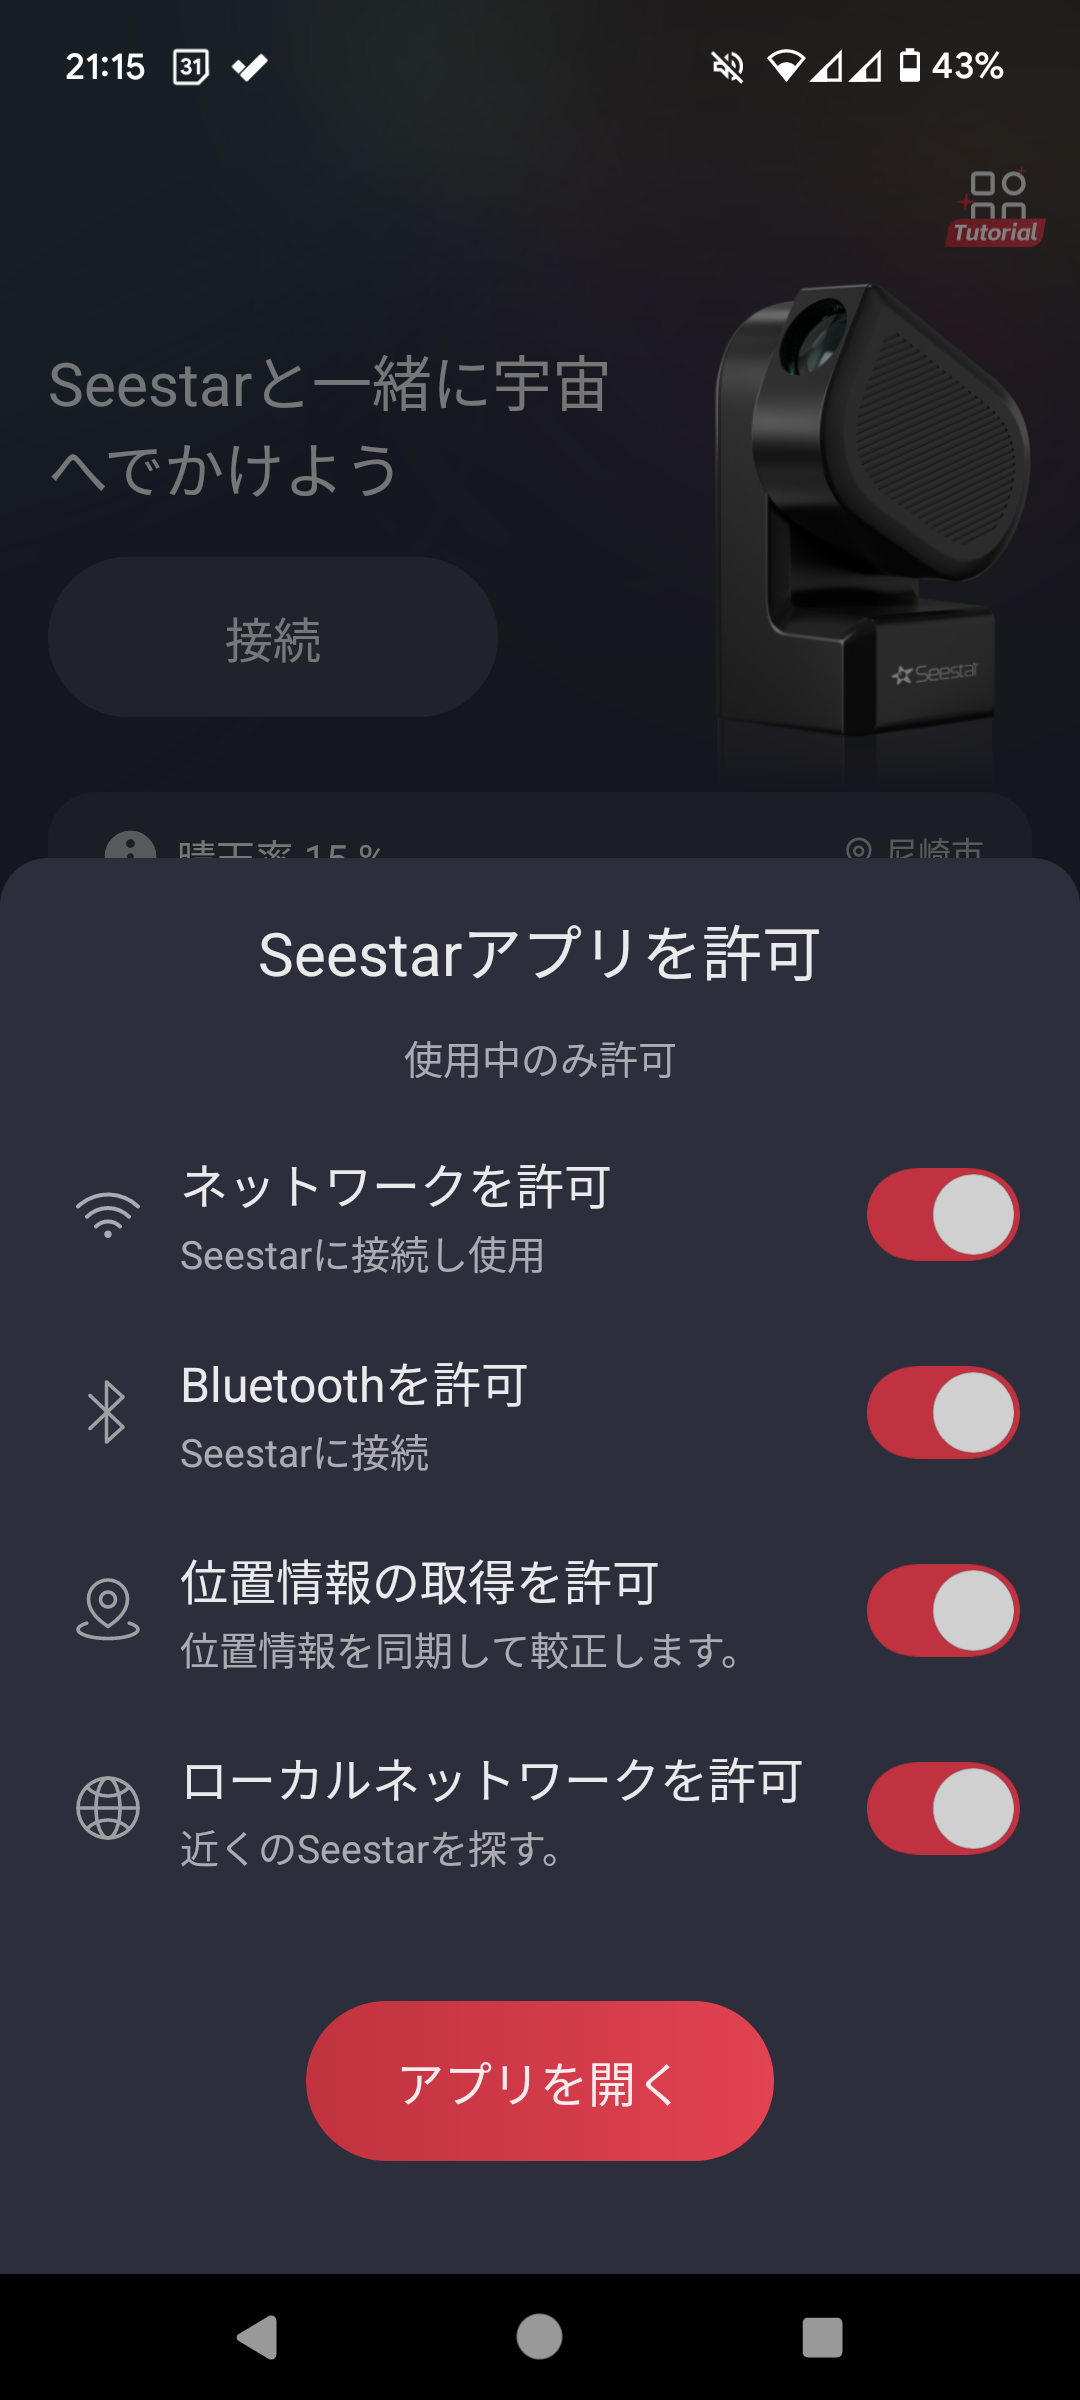 21:15 31 43%
Tutorial
Seestarと一緒に宇宙
へでかけよう
接続
Seestar
晴天率 15 %
尼崎市
Seestarアプリを許可
使用中のみ許可
ネットワークを許可
Seestarに接続し使用
Bluetoothを許可
Seestarに接続
位置情報の取得を許可
位置情報を同期して較正します。
ローカルネットワークを許可
近くのSeestarを探す。
アプリを開く